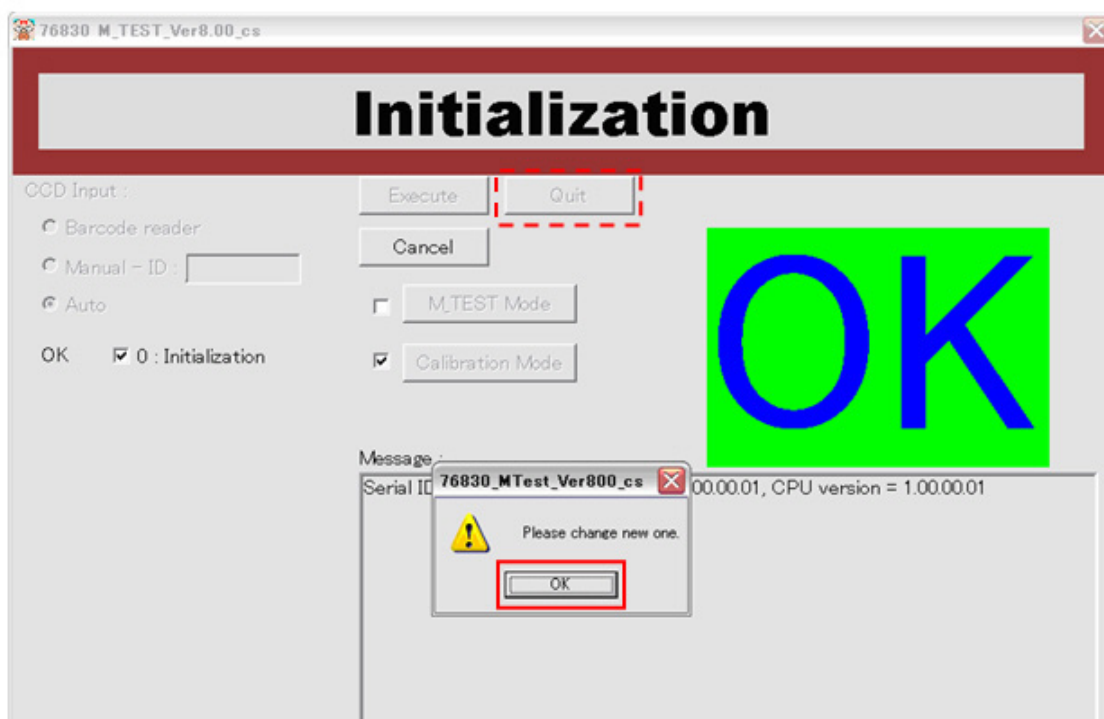 76830 M_TEST_Ver8.00_cs
Initialization
CCD Input :
Execute
Quit
Barcode reader
Cancel
Manual - ID :
Auto
M_TEST Mode
OK
0 : Initialization
Calibration Mode
OK
Message :
Serial ID
00.00.01, CPU version = 1.00.00.01
76830_MTest_Ver800_cs
Please change new one.
OK